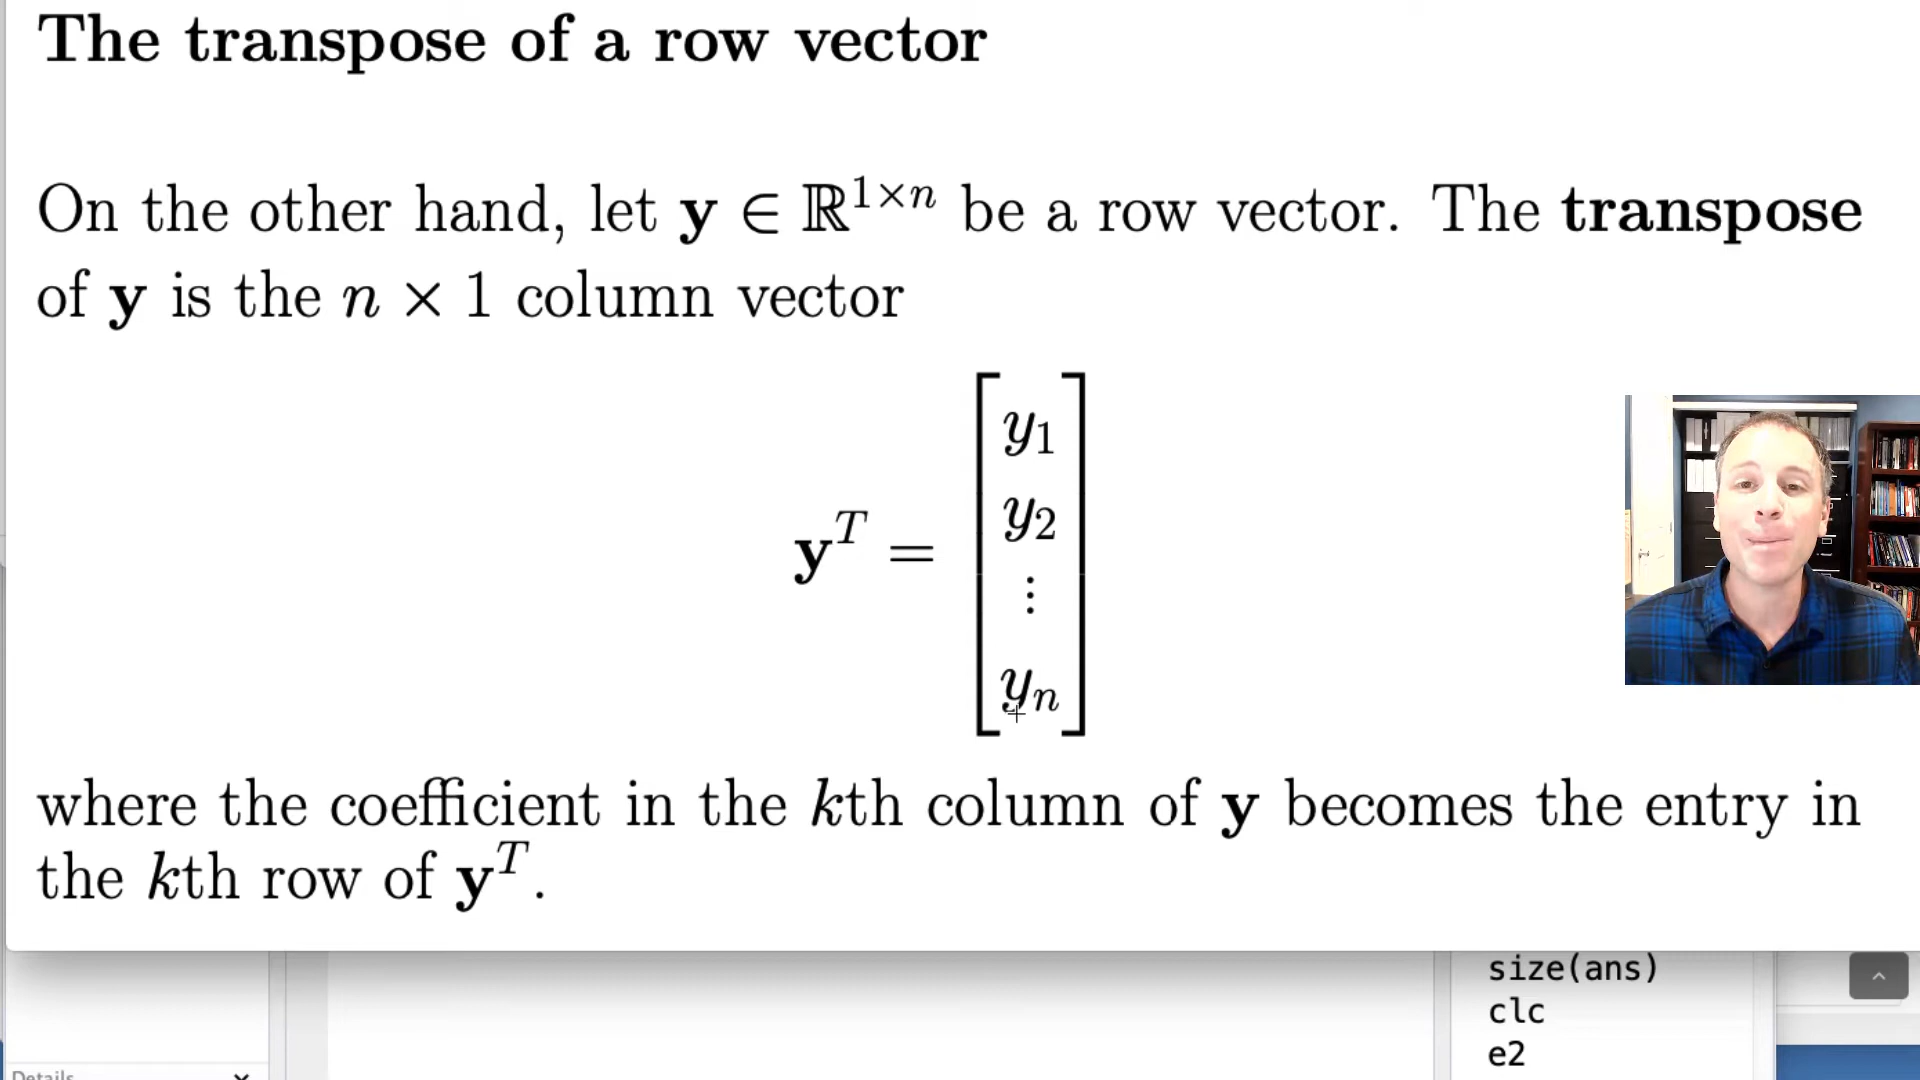 The transpose of a row vector
On the other hand, let y ∈ ℝ^{1×n} be a row vector. The transpose
of y is the n × 1 column vector
y^T = [ y_1
y_2
⋮
y_n ]
where the coefficient in the kth column of y becomes the entry in
the kth row of y^T.
size(ans)
clc
e2
Details